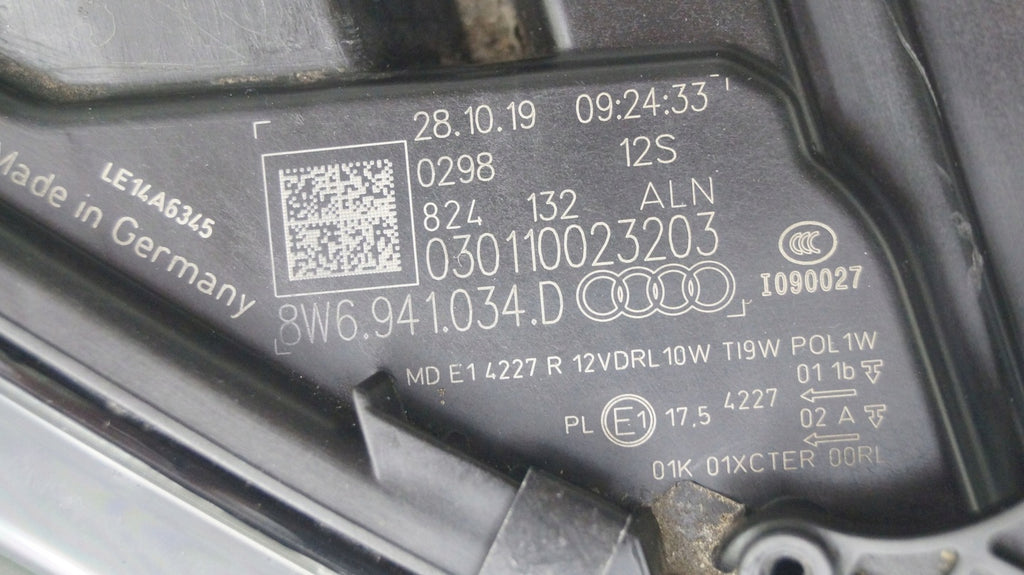 28.10.19 09:24:33
0298 12S
824 132 ALN
030110023203
8W6.941.034.D
LE14A6345
Made in Germany
CCC
I090027
MD E1 4227 R 12VDRL10W TI9W POL1W
01 1b
PL E1 17.5 4227
02 A
01K 01XCTER 00RL